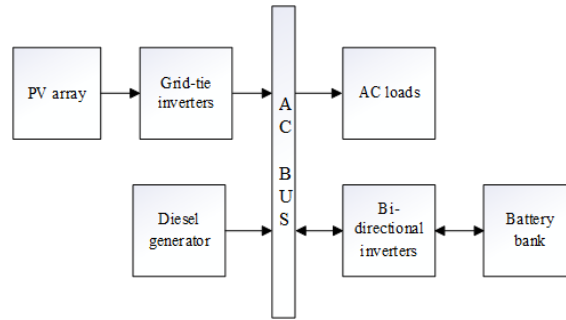 PV array
Grid-tie
inverters
A
C
B
U
S
AC loads
Diesel
generator
Bi-
directional
inverters
Battery
bank